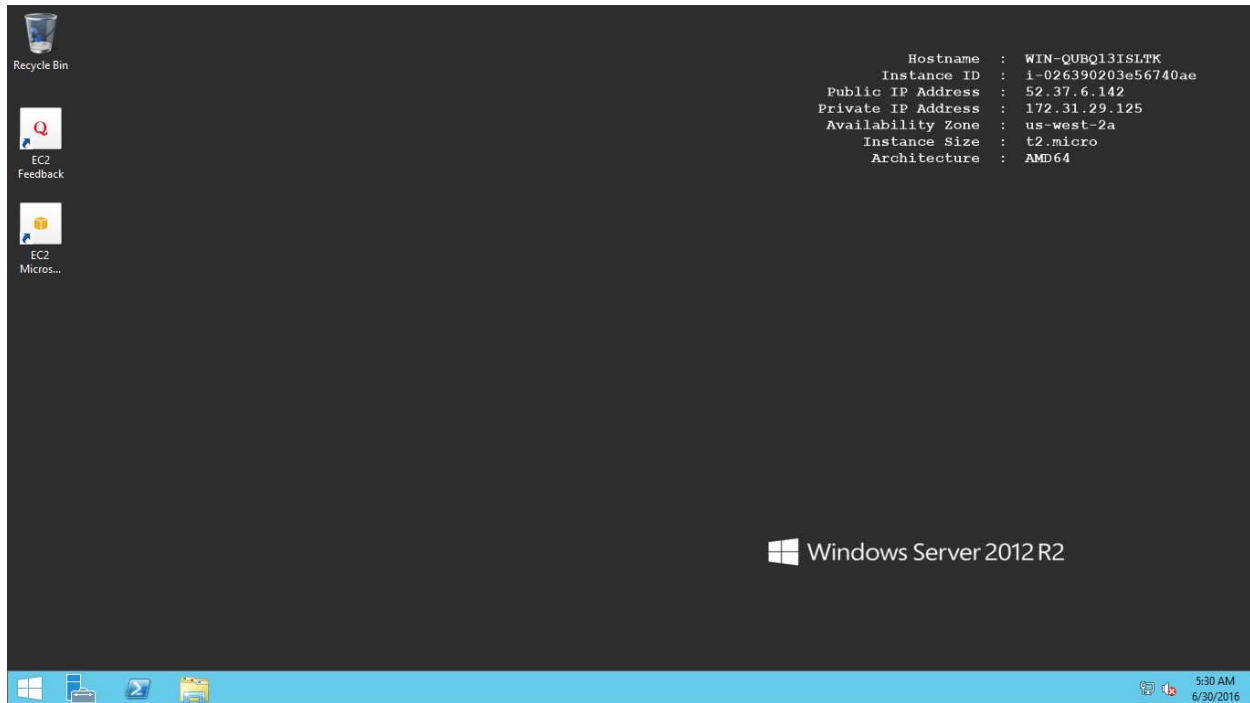 Recycle Bin
EC2
Feedback
EC2
Micros...
Hostname : WIN-QUBQ13ISLTK
Instance ID : i-026390203e56740ae
Public IP Address : 52.37.6.142
Private IP Address : 172.31.29.125
Availability Zone : us-west-2a
Instance Size : t2.micro
Architecture : AMD64
Windows Server 2012 R2
5:30 AM
6/30/2016